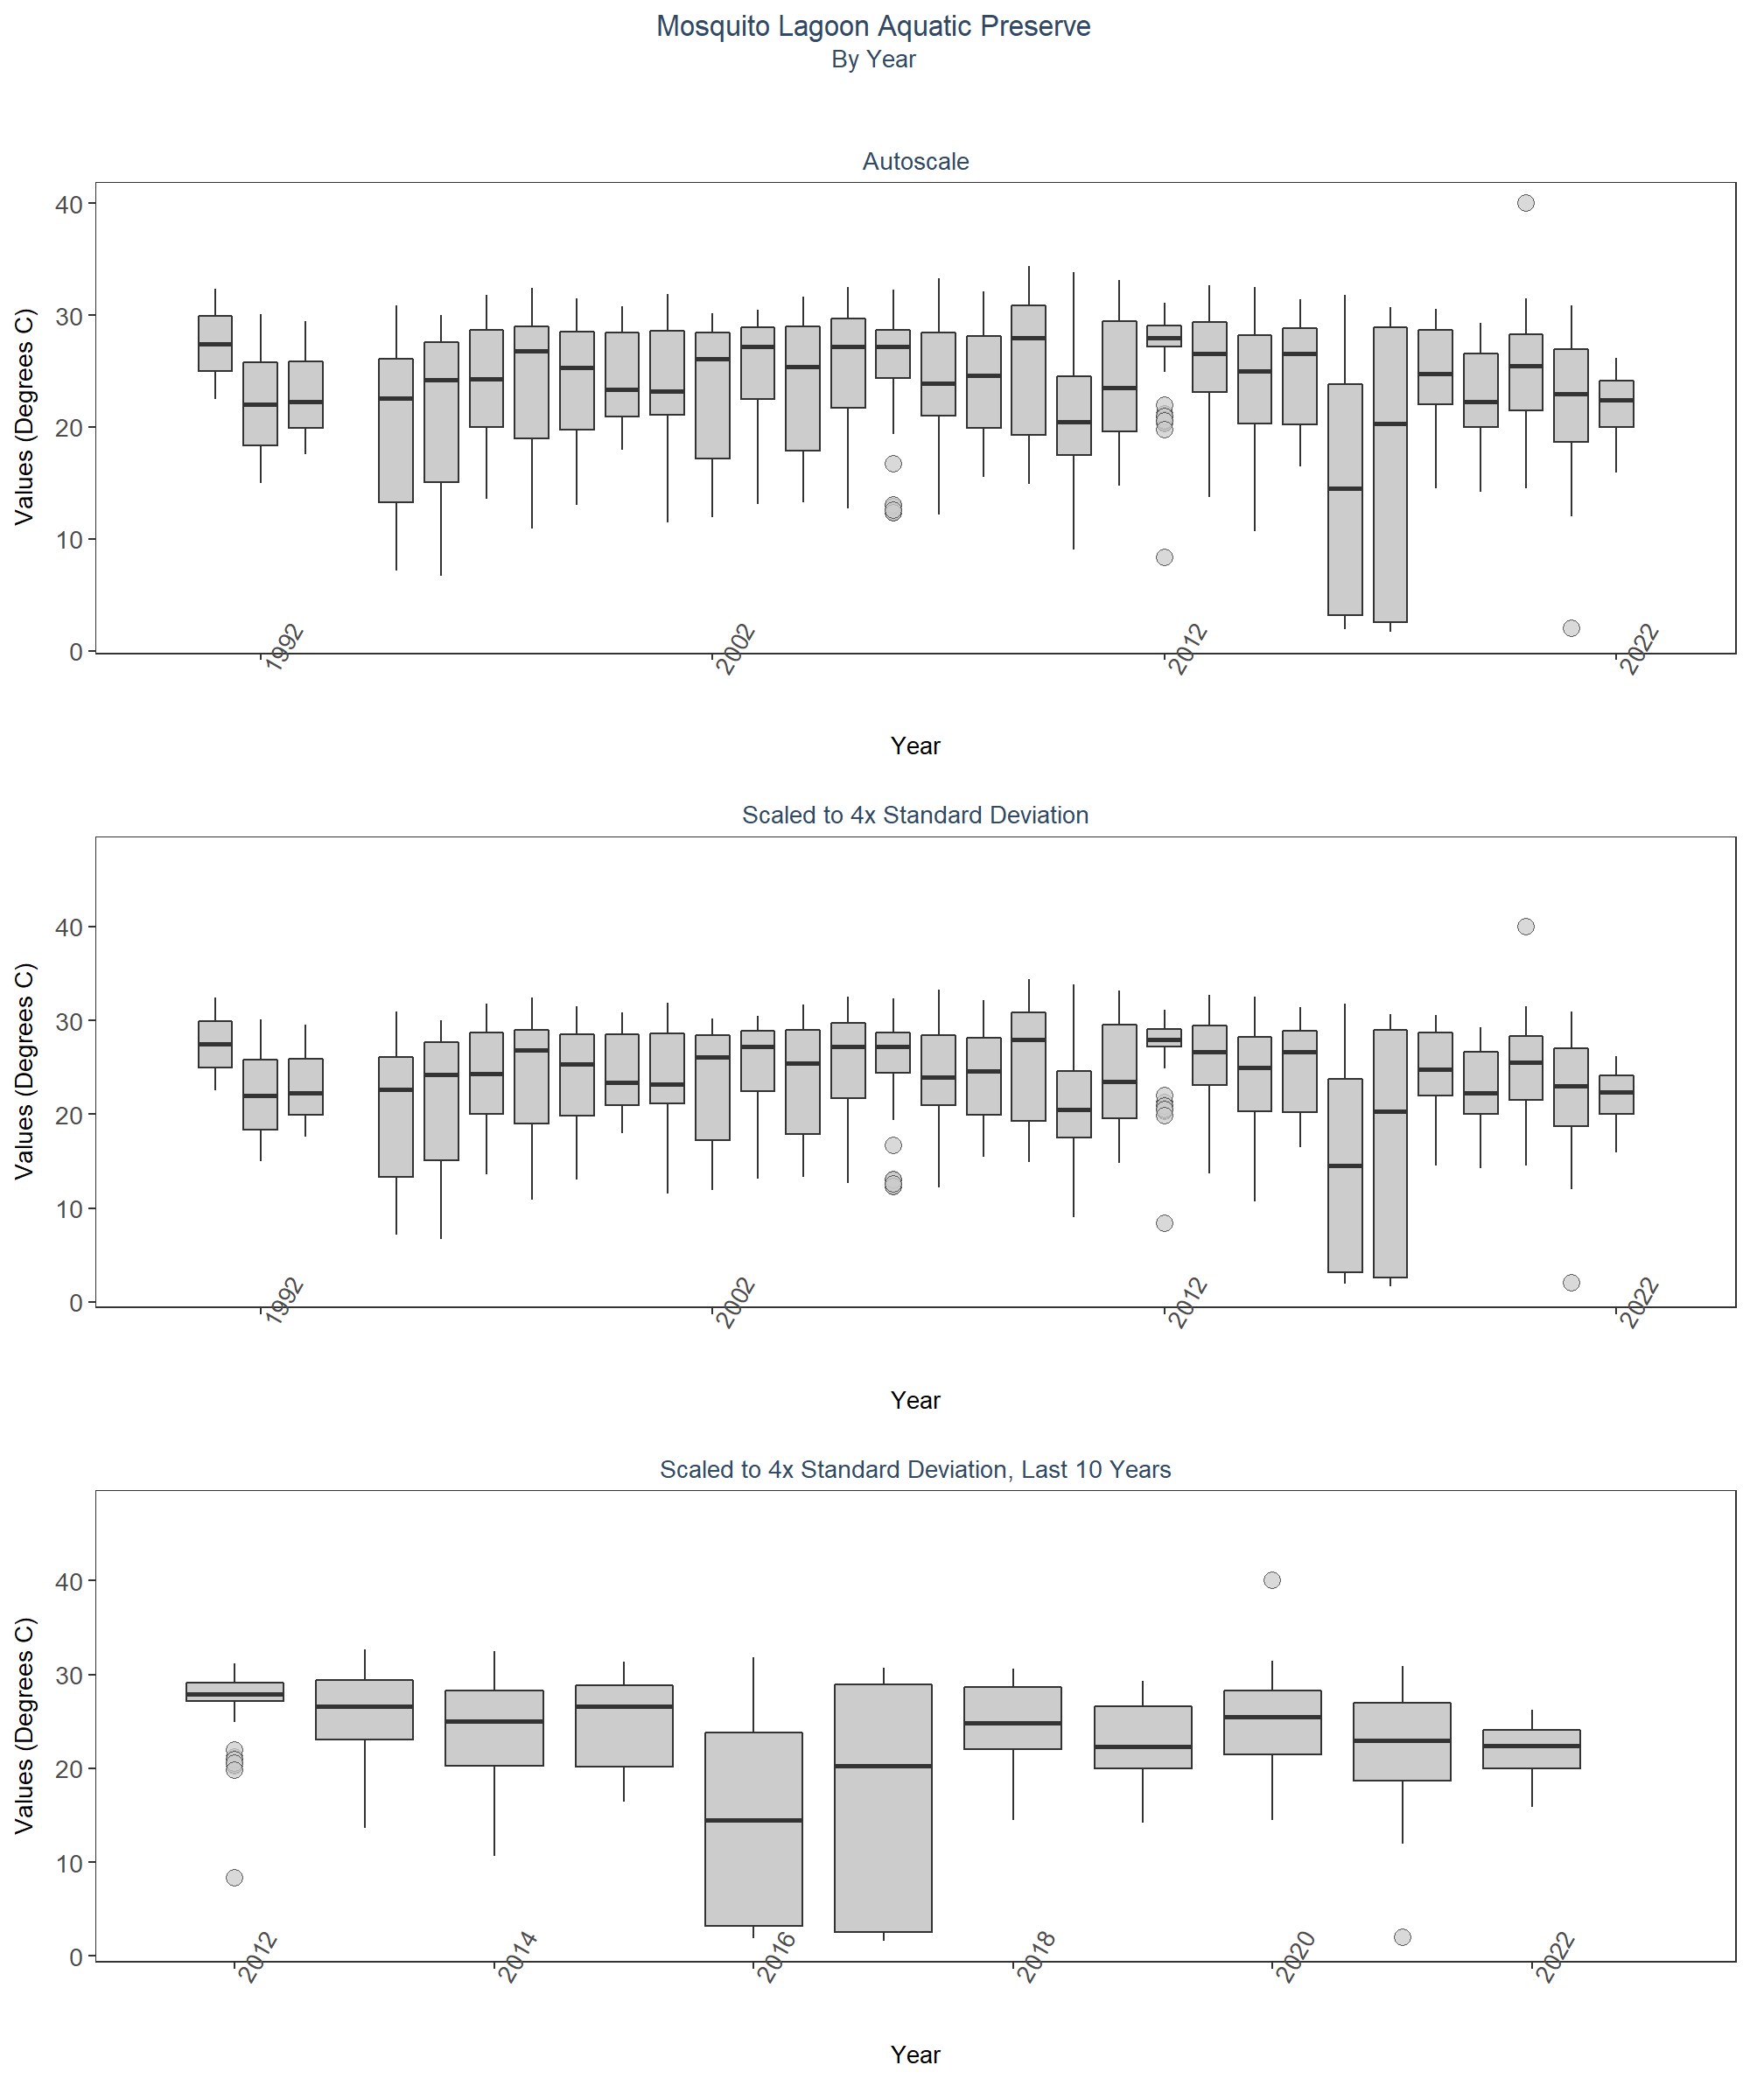 Mosquito Lagoon Aquatic Preserve
By Year
Autoscale
Values (Degrees C)
40
30
20
10
0
1992
2002
2012
2022
Year
Scaled to 4x Standard Deviation
Values (Degrees C)
40
30
20
10
0
1992
2002
2012
2022
Year
Scaled to 4x Standard Deviation, Last 10 Years
Values (Degrees C)
40
30
20
10
0
2012
2014
2016
2018
2020
2022
Year